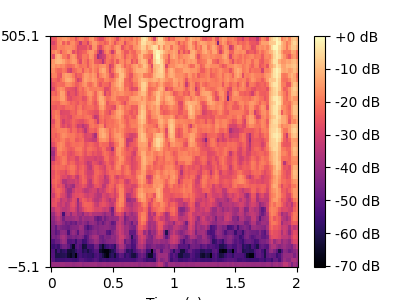 Mel Spectrogram
505.1
-5.1
0
0.5
1
1.5
2
+0 dB
-10 dB
-20 dB
-30 dB
-40 dB
-50 dB
-60 dB
-70 dB